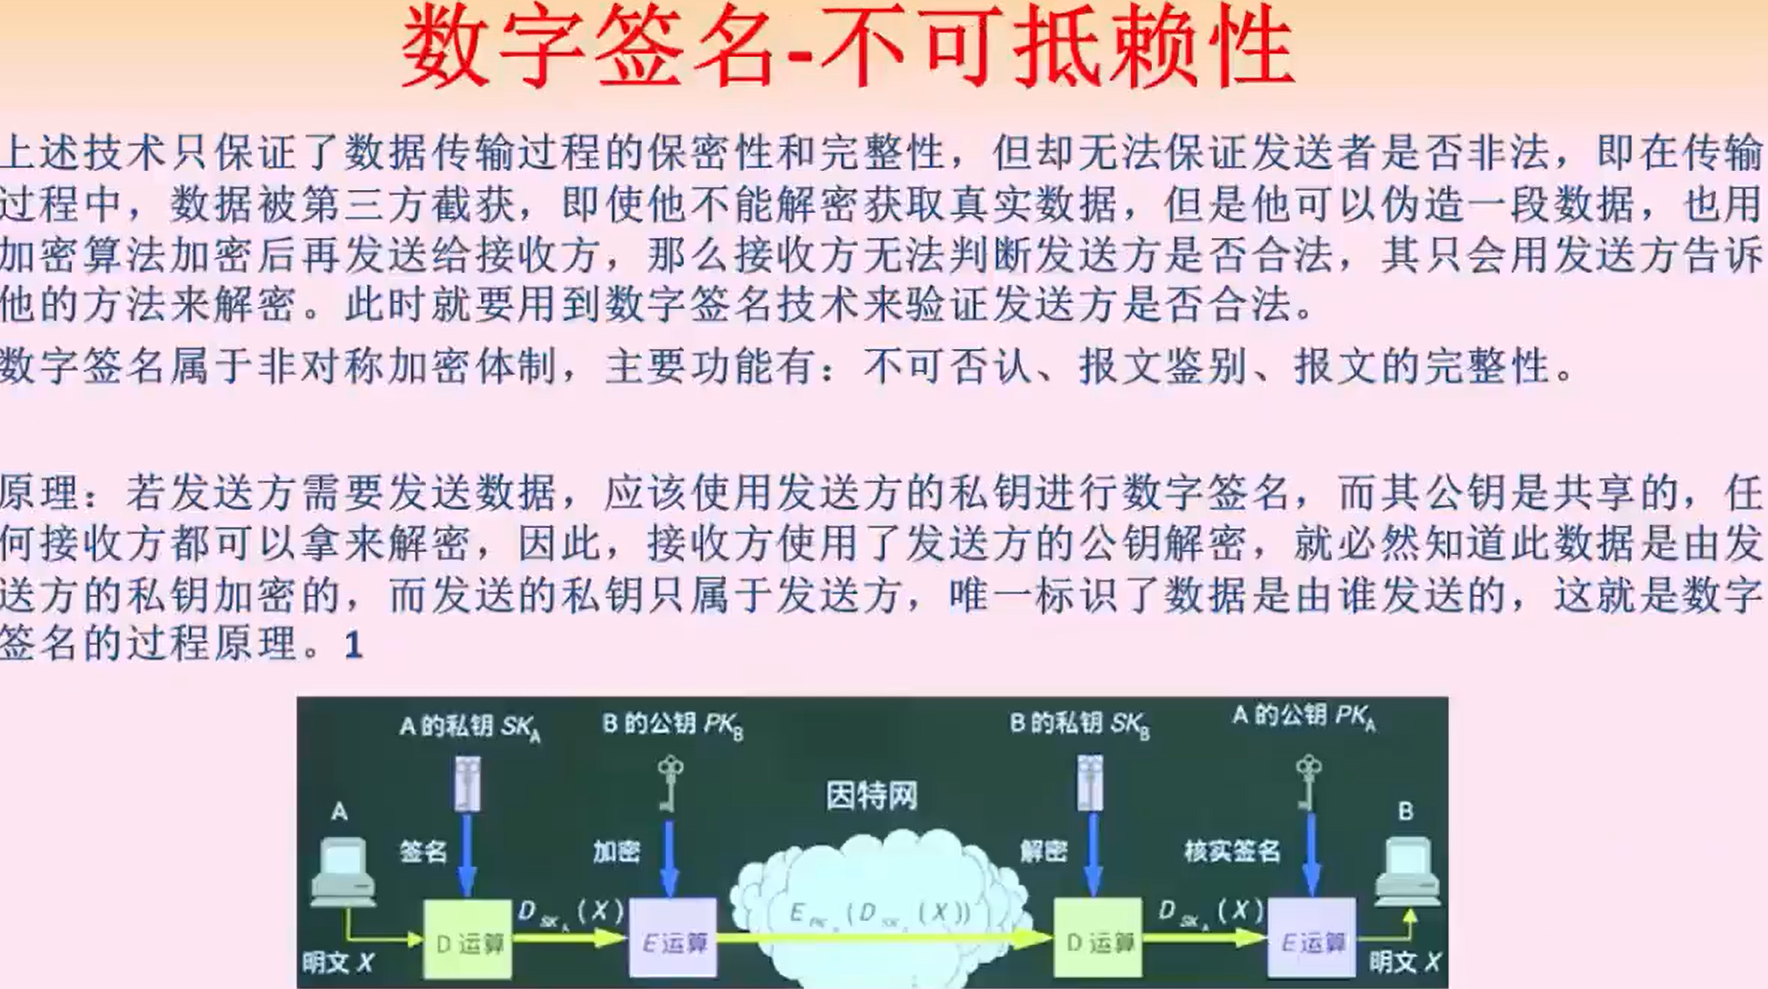 数字签名-不可抵赖性
上述技术只保证了数据传输过程的保密性和完整性，但却无法保证发送者是否非法，即在传输
过程中，数据被第三方截获，即使他不能解密获取真实数据，但是他可以伪造一段数据，也用
加密算法加密后再发送给接收方，那么接收方无法判断发送方是否合法，其只会用发送方告诉
他的方法来解密。此时就要用到数字签名技术来验证发送方是否合法。
数字签名属于非对称加密体制，主要功能有：不可否认、报文鉴别、报文的完整性。
原理：若发送方需要发送数据，应该使用发送方的私钥进行数字签名，而其公钥是共享的，任
何接收方都可以拿来解密，因此，接收方使用了发送方的公钥解密，就必然知道此数据是由发
送方的私钥加密的，而发送的私钥只属于发送方，唯一标识了数据是由谁发送的，这就是数字
签名的过程原理。1
A 的私钥 SKA
B 的公钥 PKB
B 的私钥 SKB
A 的公钥 PKA
因特网
A
B
签名
加密
解密
核实签名
DSKA(X)
EPK(DSK(X))
DSKA(X)
D 运算
E运算
D 运算
E运算
明文 X
明文 X